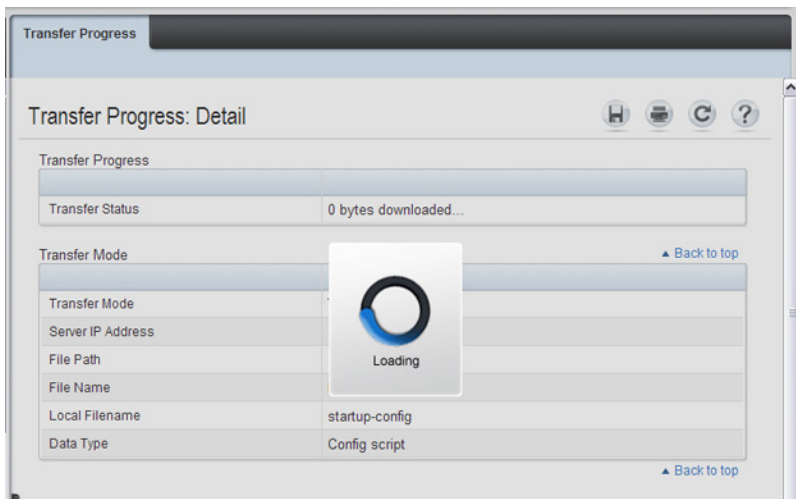 Transfer Progress
Transfer Progress: Detail
Transfer Progress
Transfer Status 0 bytes downloaded...
Transfer Mode
▲ Back to top
Transfer Mode
Server IP Address
File Path
File Name
Loading
Local Filename startup-config
Data Type Config script
▲ Back to top